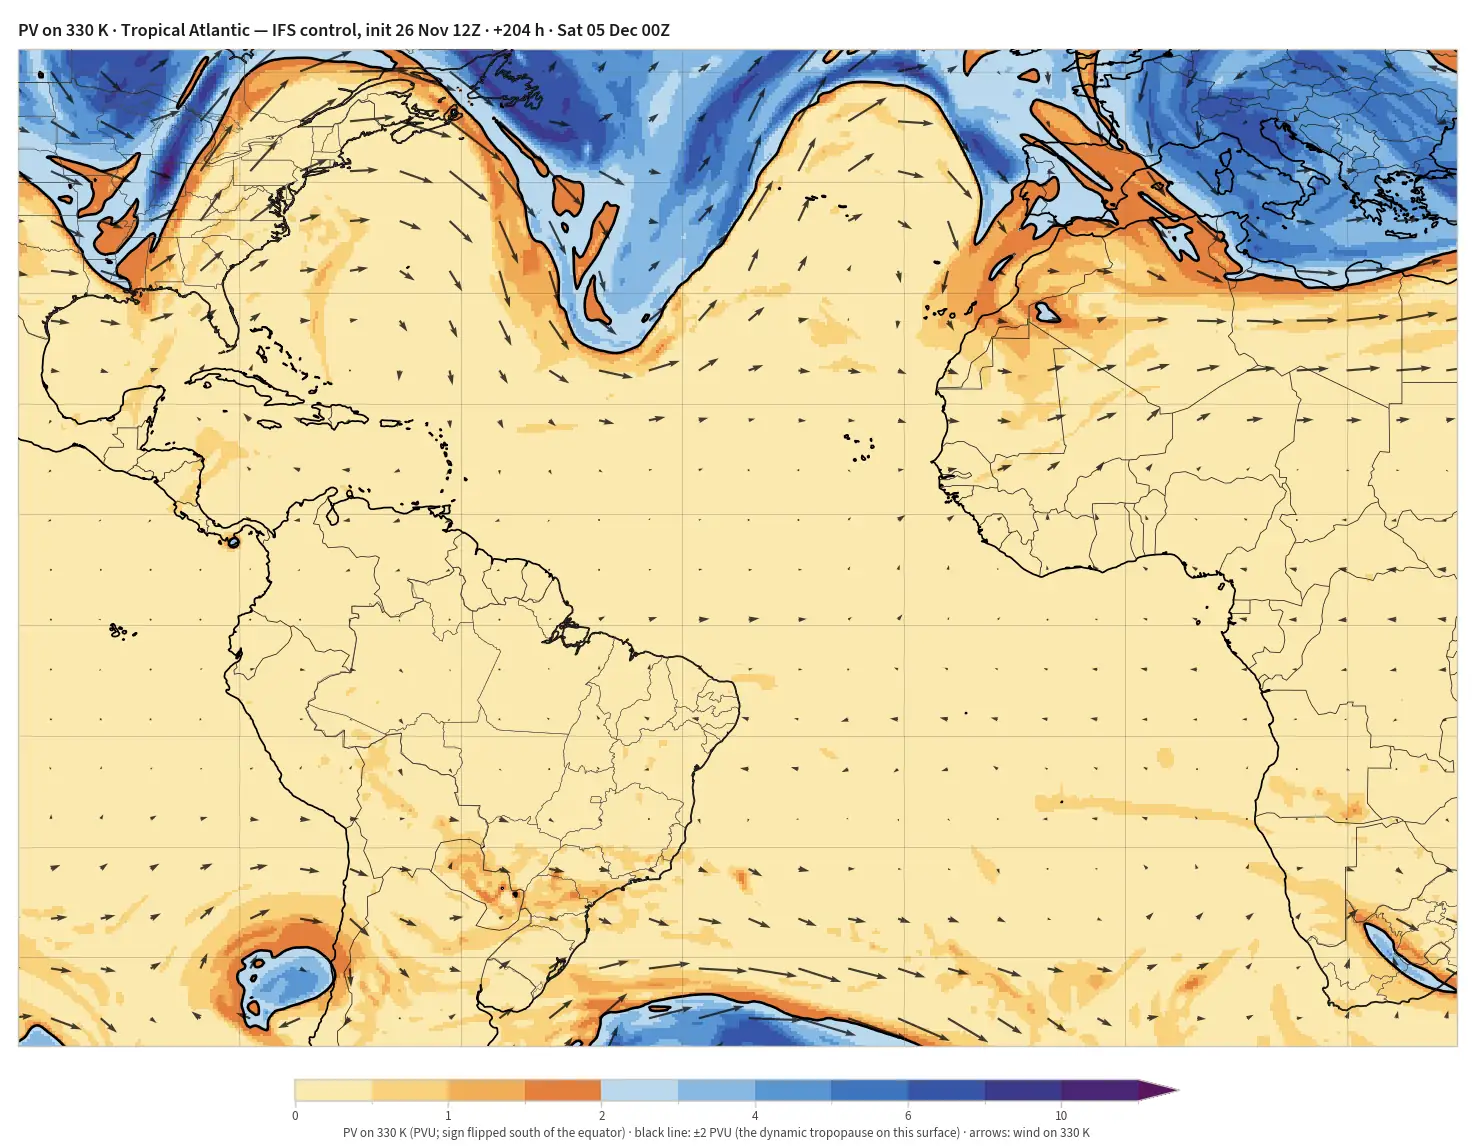 PV on 330 K · Tropical Atlantic — IFS control, init 26 Nov 12Z · +204 h · Sat 05 Dec 00Z
0 1 2 4 6 10
PV on 330 K (PVU; sign flipped south of the equator) · black line: ±2 PVU (the dynamic tropopause on this surface) · arrows: wind on 330 K